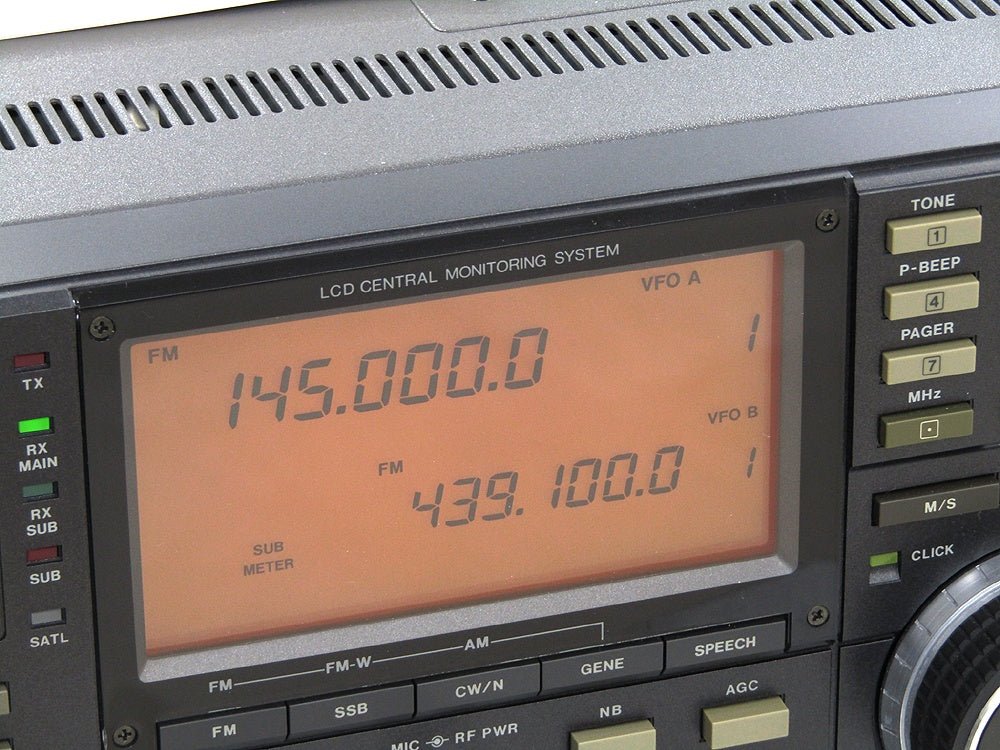 LCD CENTRAL MONITORING SYSTEM
FM
VFO A
145.000.0
1
VFO B
FM
439.100.0
1
SUB
METER
TX
RX
MAIN
RX
SUB
SUB
SATL
TONE
1
P-BEEP
4
PAGER
7
MHz
.
M/S
CLICK
FM FM-W AM
FM
SSB
CW/N
GENE
SPEECH
MIC RF PWR
NB
AGC